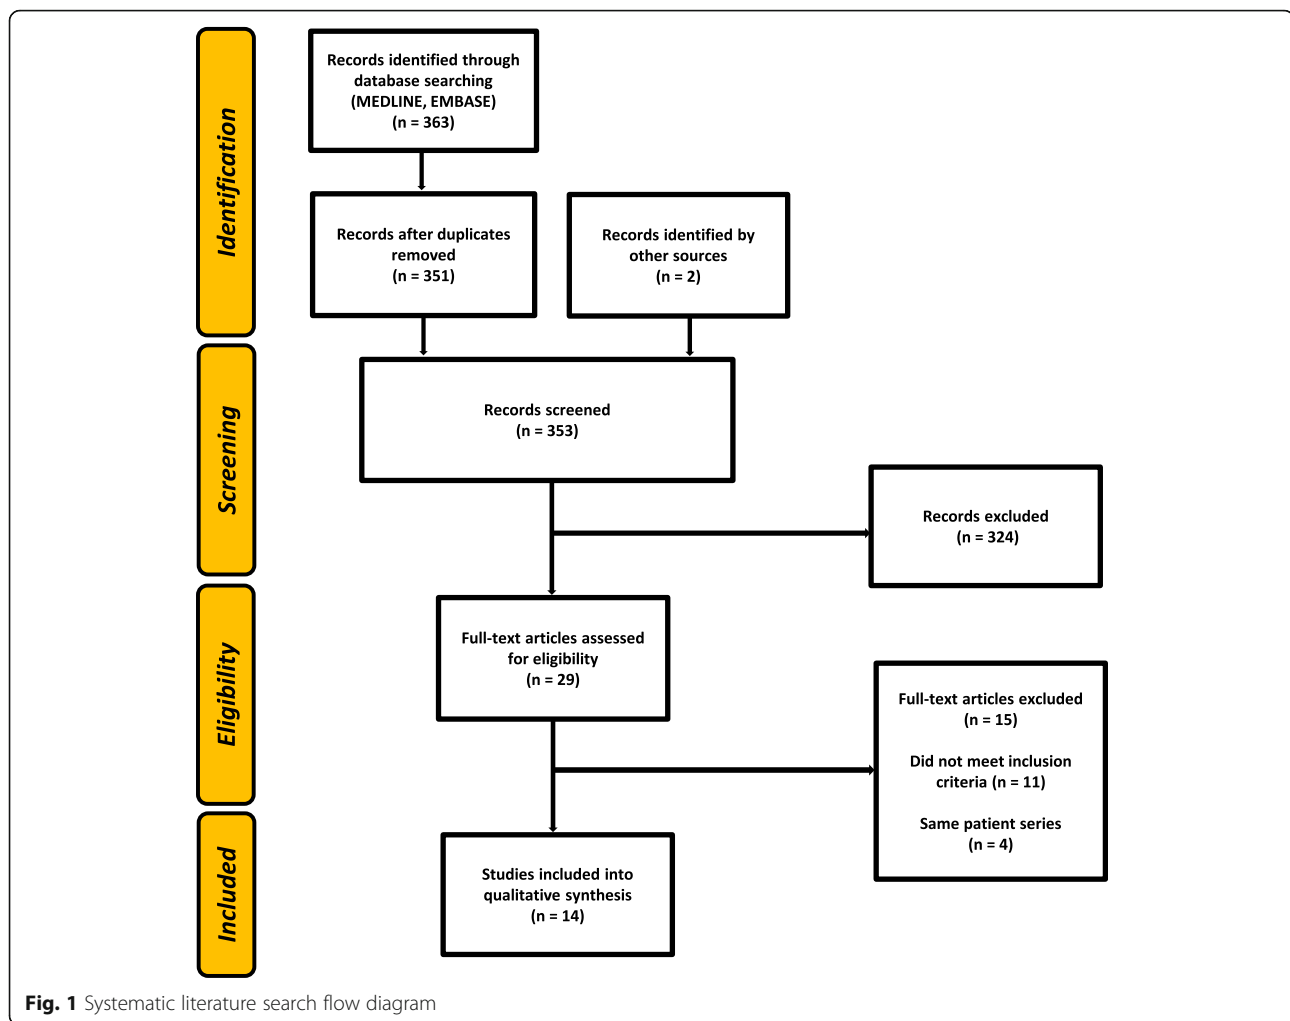 Identification
Records identified through
database searching
(MEDLINE, EMBASE)
(n = 363)
Records after duplicates
removed
(n = 351)
Records identified by
other sources
(n = 2)
Screening
Records screened
(n = 353)
Records excluded
(n = 324)
Eligibility
Full-text articles assessed
for eligibility
(n = 29)
Full-text articles excluded
(n = 15)
Did not meet inclusion
criteria (n = 11)
Same patient series
(n = 4)
Included
Studies included into
qualitative synthesis
(n = 14)
Fig. 1 Systematic literature search flow diagram